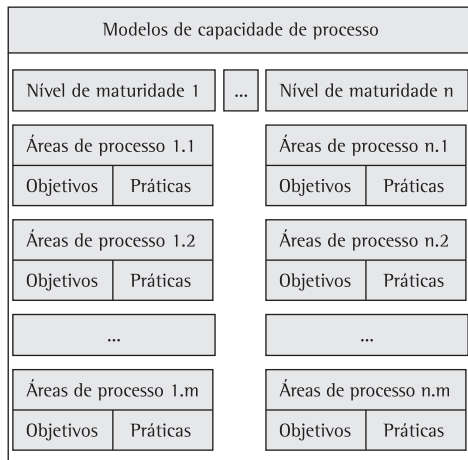 Modelos de capacidade de processo
Nível de maturidade 1 ... Nível de maturidade n
Áreas de processo 1.1 Áreas de processo n.1
Objetivos Práticas Objetivos Práticas
Áreas de processo 1.2 Áreas de processo n.2
Objetivos Práticas Objetivos Práticas
... ...
Áreas de processo 1.m Áreas de processo n.m
Objetivos Práticas Objetivos Práticas